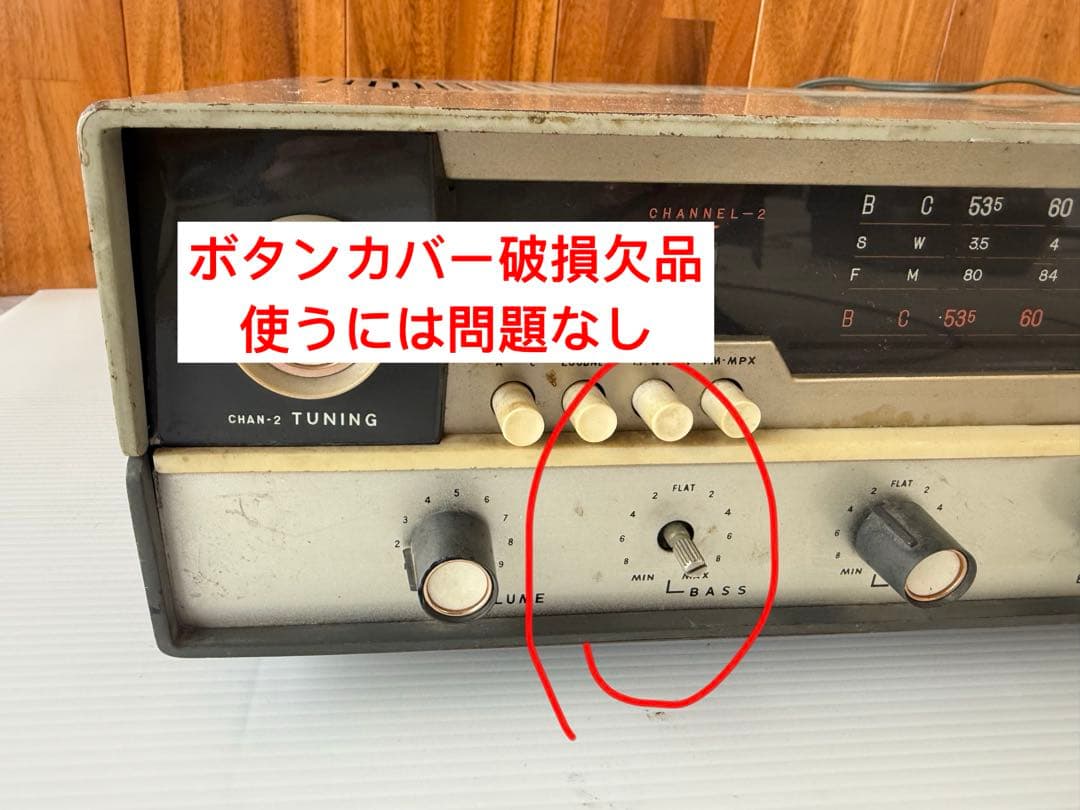 CHANNEL-2
B C 535 60
S W 3.5 4
F M 80 84
B C 535 60
ボタンカバー破損欠品
使うには問題なし
M-MPX
CHAN-2 TUNING
2 3 4 5 6 7 8 9
LUME
8 6 4 2 FLAT 2 4 6 8
MIN MAX
BASS
6 4 2 FLAT 2 4
MIN